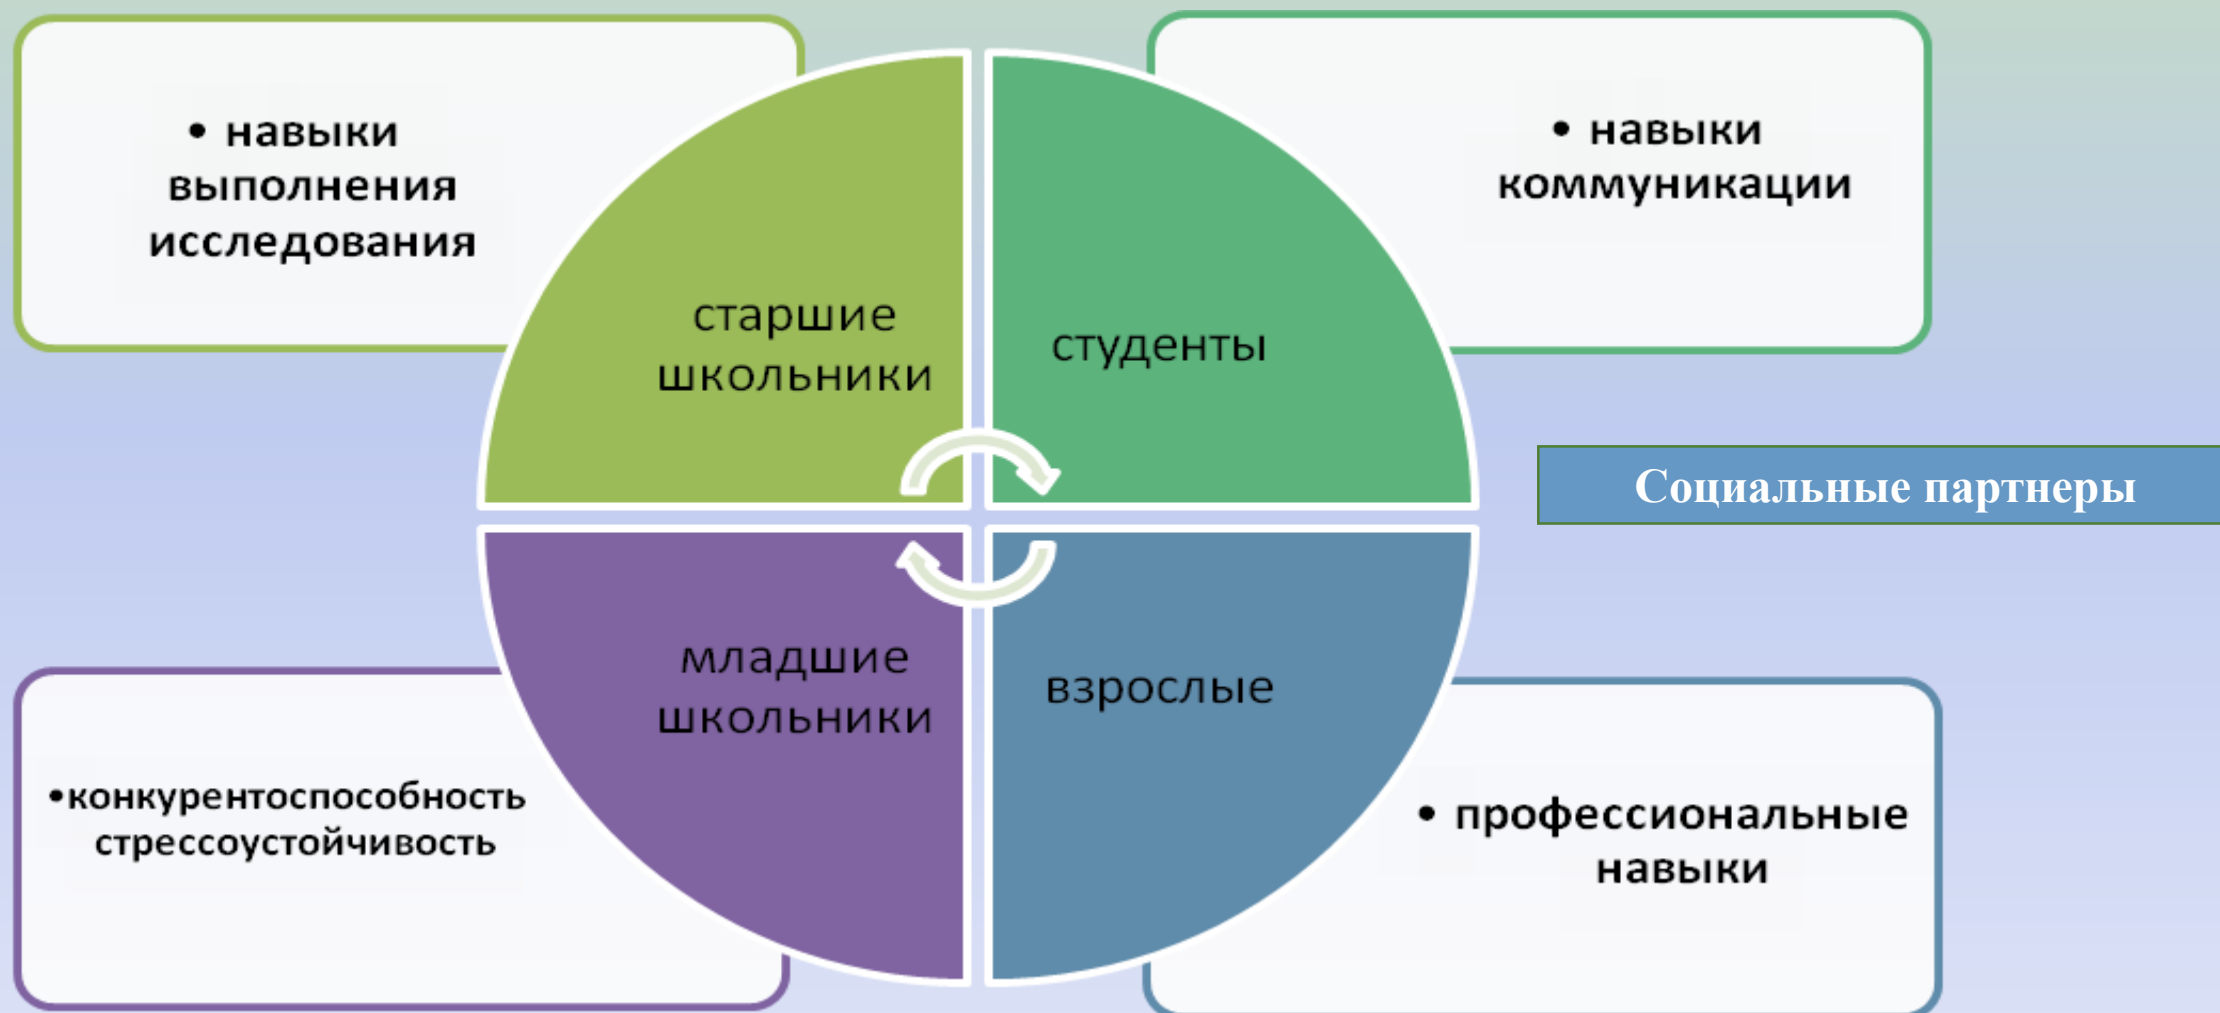 • навыки
выполнения
исследования
• навыки
коммуникации
старшие
школьники
студенты
Социальные партнеры
младшие
школьники
взрослые
•конкурентоспособность
стрессоустойчивость
• профессиональные
навыки